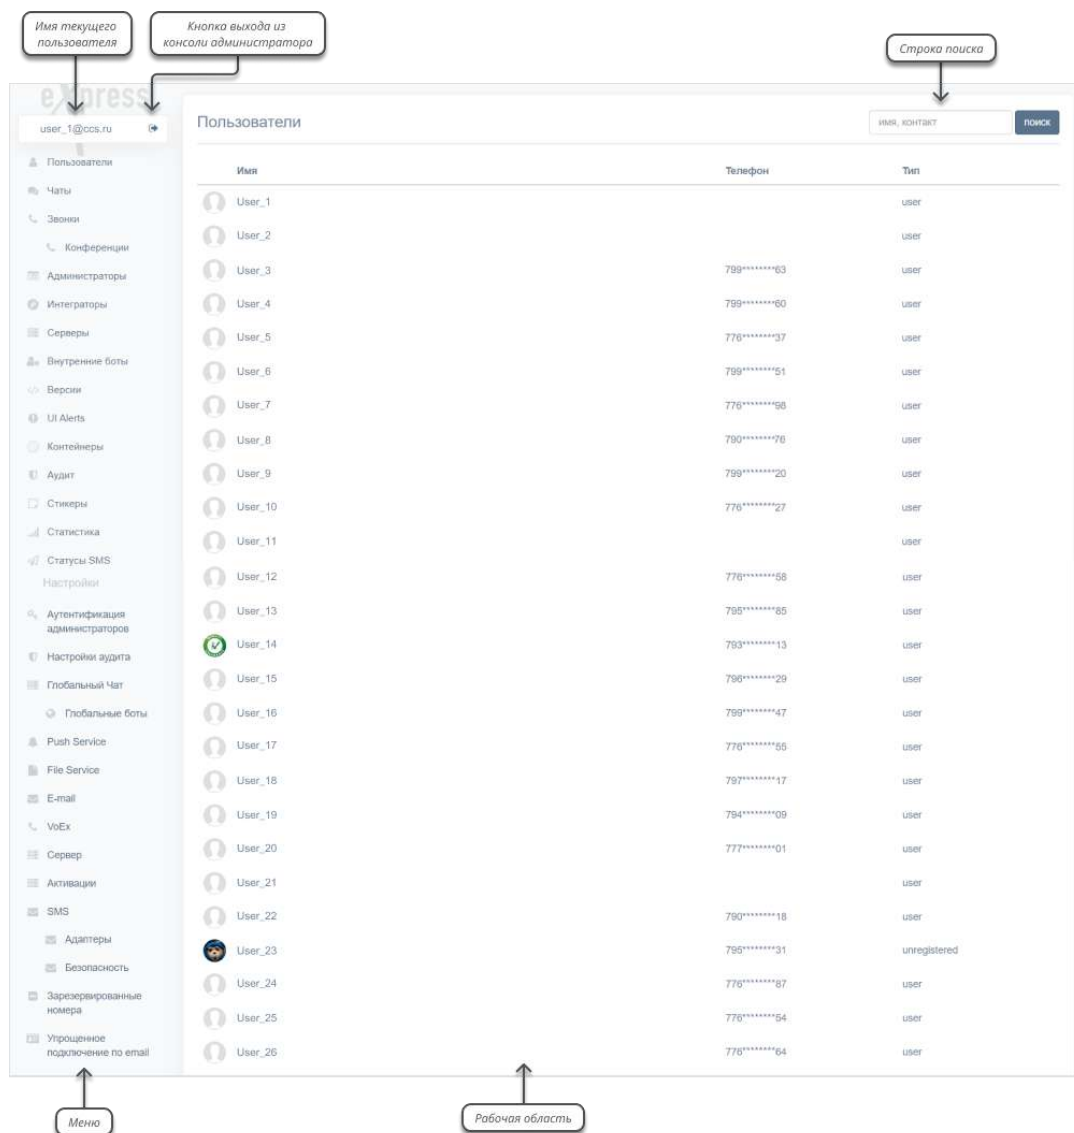 Имя текущего
пользователя
Кнопка выхода из
консоли администратора
Строка поиска
eXpress
user_1@ccs.ru
Пользователи
Чаты
Звонки
Конференции
Администраторы
Интеграторы
Серверы
Внутренние боты
Версии
UI Alerts
Контейнеры
Аудит
Стикеры
Статистика
Статусы SMS
Настройки
Аутентификация
администраторов
Настройки аудита
Глобальный Чат
Глобальные боты
Push Service
File Service
E-mail
VoEx
Сервер
Активации
SMS
Адаптеры
Безопасность
Зарезервированные
номера
Упрощенное
подключение по email
Пользователи
имя, контакт
поиск
Имя Телефон Тип
User_1 user
User_2 user
User_3 799********63 user
User_4 799********60 user
User_5 776********37 user
User_6 799********51 user
User_7 776********98 user
User_8 790********76 user
User_9 799********20 user
User_10 776********27 user
User_11 user
User_12 776********58 user
User_13 795********85 user
User_14 793********13 user
User_15 796********29 user
User_16 799********47 user
User_17 776********55 user
User_18 797********17 user
User_19 794********09 user
User_20 777********01 user
User_21 user
User_22 790********18 user
User_23 795********31 unregistered
User_24 776********87 user
User_25 776********54 user
User_26 776********64 user
Меню
Рабочая область